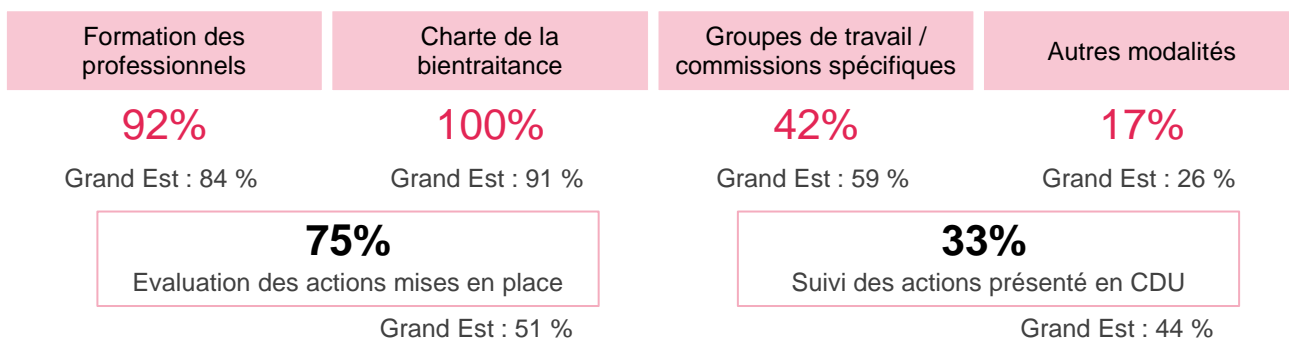 Formation des
professionnels
Charte de la
bientraitance
Groupes de travail /
commissions spécifiques
Autres modalités
92%
100%
42%
17%
Grand Est : 84 %
Grand Est : 91 %
Grand Est : 59 %
Grand Est : 26 %
75%
Evaluation des actions mises en place
33%
Suivi des actions présenté en CDU
Grand Est : 51 %
Grand Est : 44 %